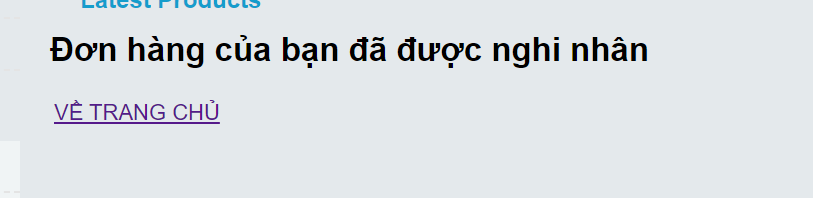 Latest Products
Đơn hàng của bạn đã được nghi nhân
VỀ TRANG CHỦ